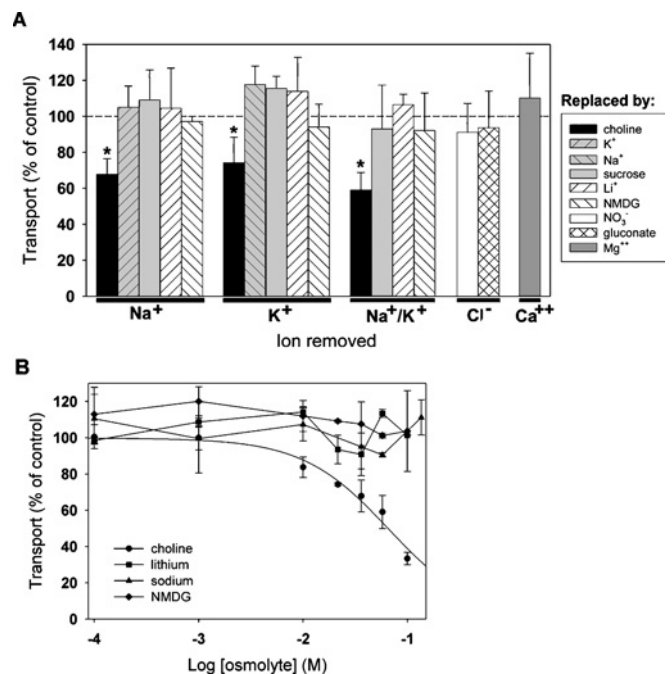 A
Transport (% of control)
140
120
100
80
60
40
20
0
*
*
*
Na+
K+
Na+/K+
Cl-
Ca++
Ion removed
Replaced by:
choline
K+
Na+
sucrose
Li+
NMDG
NO3-
gluconate
Mg++
B
Transport (% of control)
120
100
80
60
40
20
0
choline
lithium
sodium
NMDG
-4
-3
-2
-1
Log [osmolyte] (M)